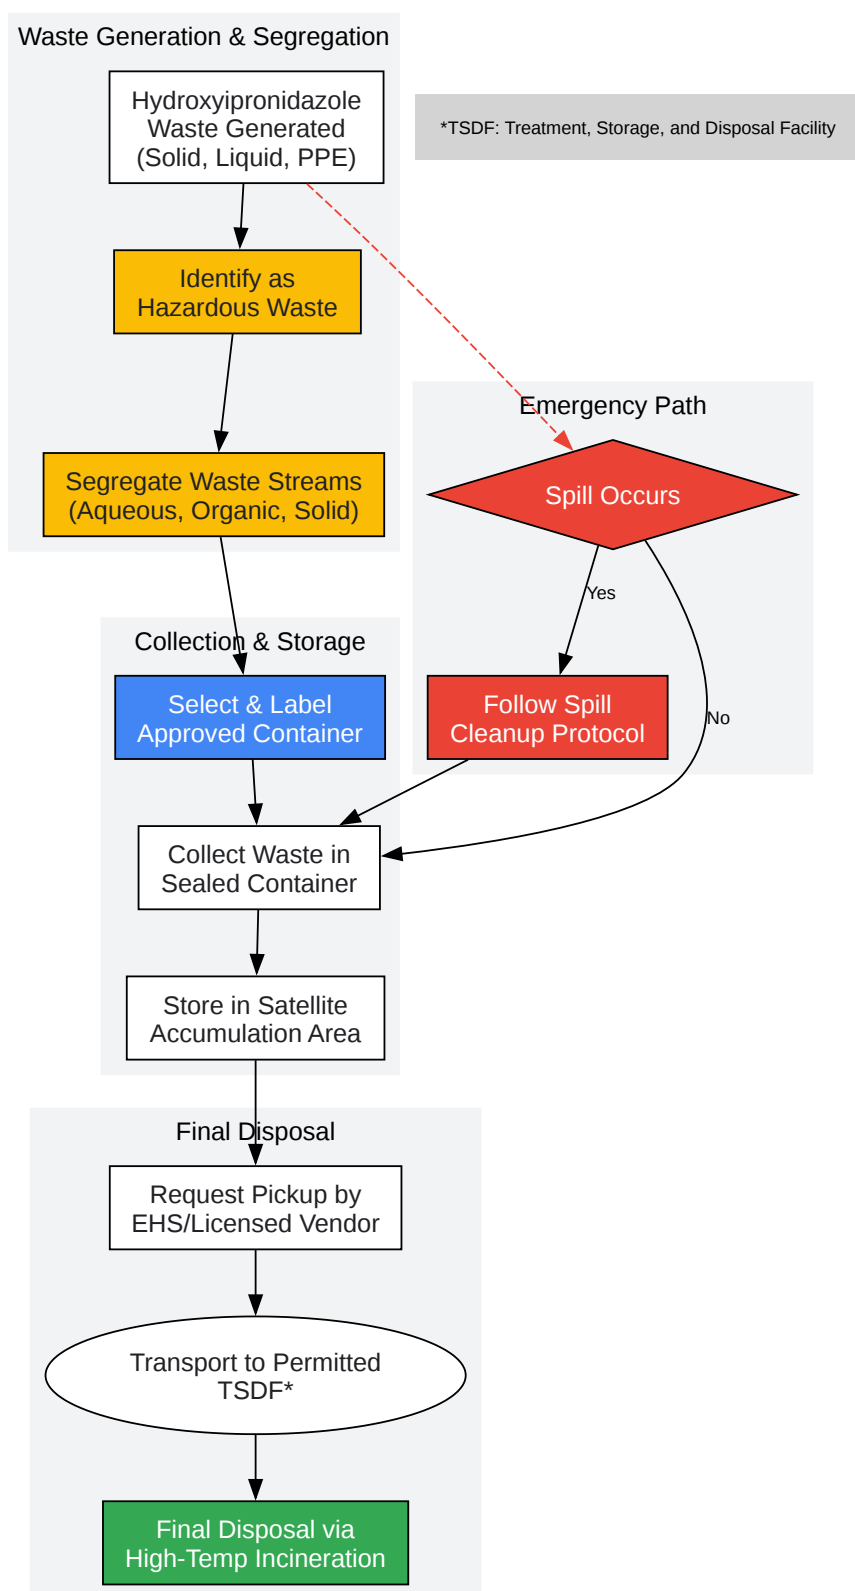 Waste Generation & Segregation
Hydroxyipronidazole
Waste Generated
(Solid, Liquid, PPE)
*TSDF: Treatment, Storage, and Disposal Facility
Identify as
Hazardous Waste
Segregate Waste Streams
(Aqueous, Organic, Solid)
Emergency Path
Spill Occurs
Yes
No
Follow Spill
Cleanup Protocol
Collection & Storage
Select & Label
Approved Container
Collect Waste in
Sealed Container
Store in Satellite
Accumulation Area
Final Disposal
Request Pickup by
EHS/Licensed Vendor
Transport to Permitted
TSDF*
Final Disposal via
High-Temp Incineration